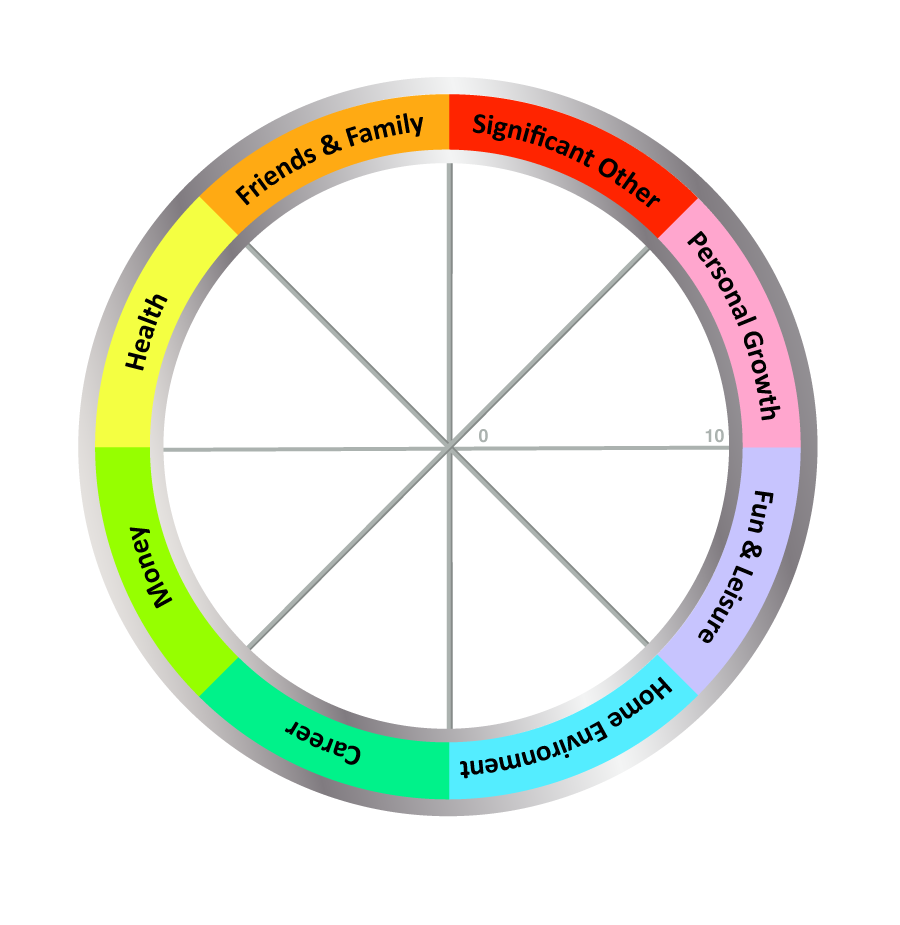 Significant Other
Personal Growth
Fun & Leisure
Home Environment
Career
Money
Health
Friends & Family
0
10